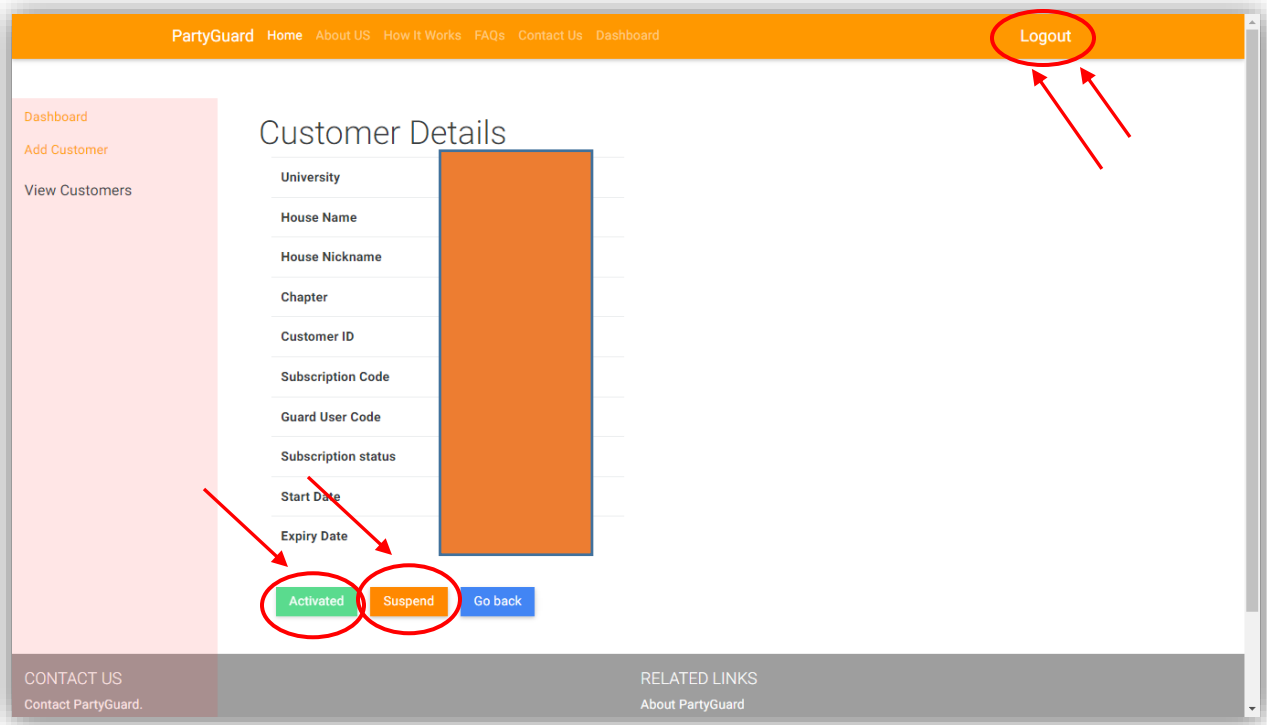 PartyGuard Home About US How It Works FAQs Contact Us Dashboard Logout
Dashboard
Add Customer
View Customers
Customer Details
University
House Name
House Nickname
Chapter
Customer ID
Subscription Code
Guard User Code
Subscription status
Start Date
Expiry Date
Activated Suspend Go back
CONTACT US RELATED LINKS
Contact PartyGuard. About PartyGuard